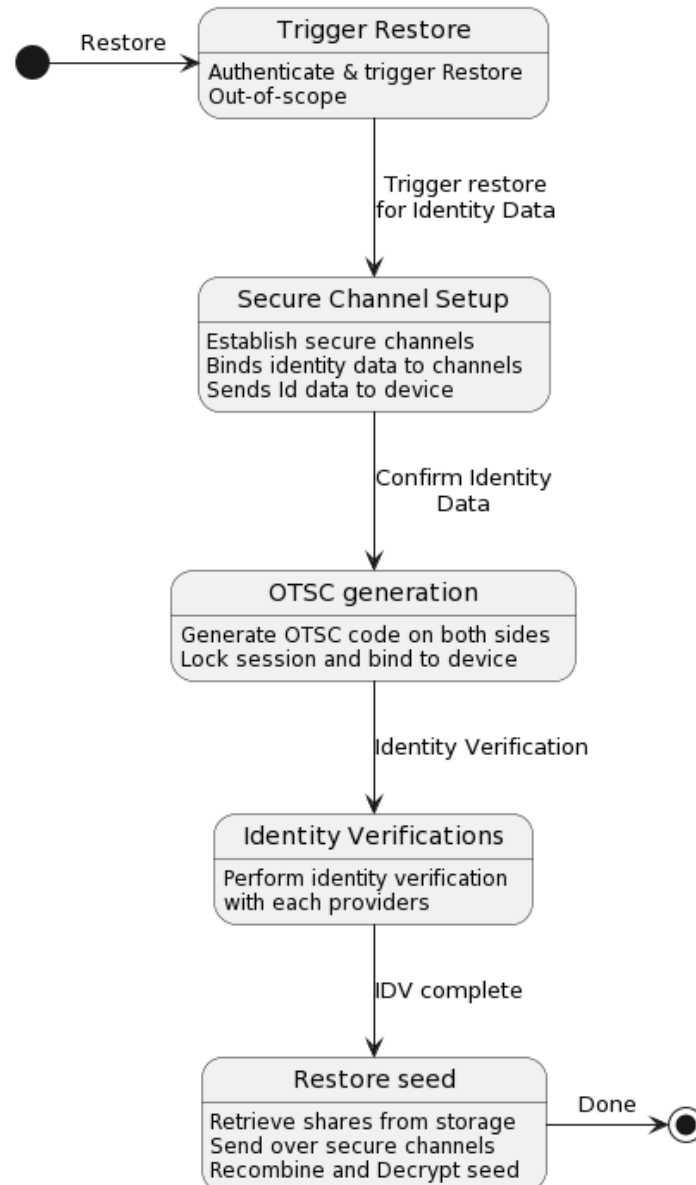 Trigger Restore
Restore
Authenticate & trigger Restore
Out-of-scope
Trigger restore
for Identity Data
Secure Channel Setup
Establish secure channels
Binds identity data to channels
Sends Id data to device
Confirm Identity
Data
OTSC generation
Generate OTSC code on both sides
Lock session and bind to device
Identity Verification
Identity Verifications
Perform identity verification
with each providers
IDV complete
Restore seed
Done
Retrieve shares from storage
Send over secure channels
Recombine and Decrypt seed